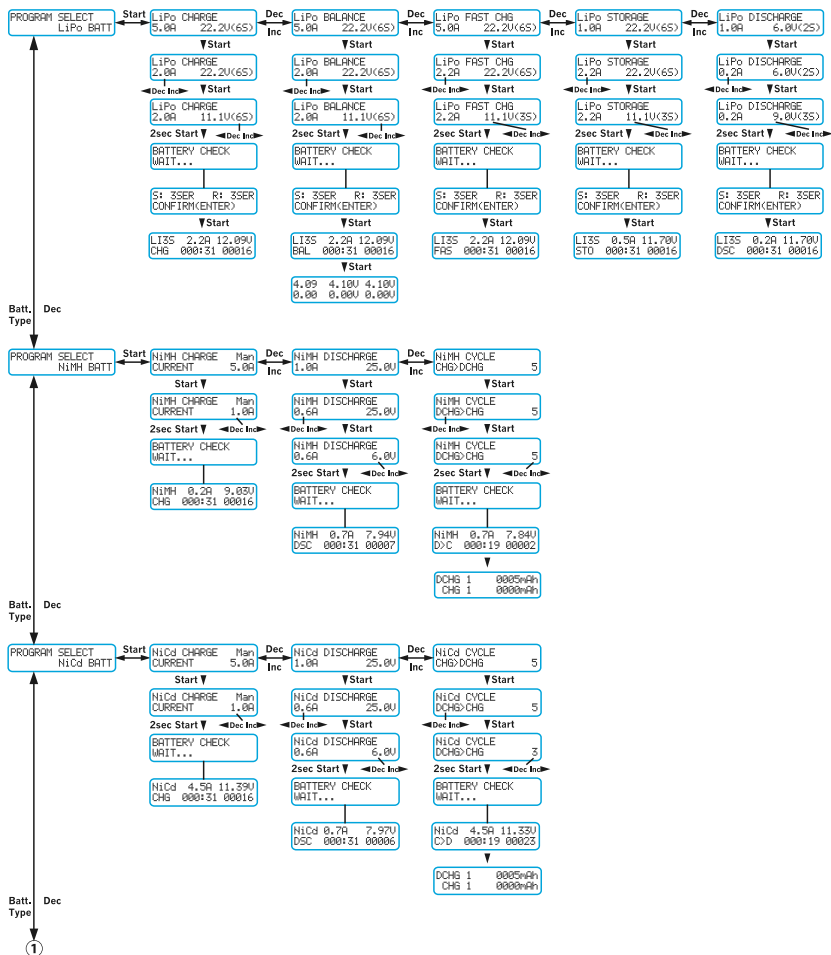 PROGRAM SELECT
LiPo BATT
Start
LiPo CHARGE
5.0A 22.2V(6S)
Dec
Inc
LiPo BALANCE
5.0A 22.2V(6S)
Dec
Inc
LiPo FAST CHG
5.0A 22.2V(6S)
Dec
Inc
LiPo STORAGE
1.0A 22.2V(6S)
Dec
Inc
LiPo DISCHARGE
1.0A 6.0V(2S)
Start
Start
Start
Start
Start
LiPo CHARGE
2.0A 22.2V(6S)
LiPo BALANCE
2.0A 22.2V(6S)
LiPo FAST CHG
2.2A 22.2V(6S)
LiPo STORAGE
2.2A 22.2V(6S)
LiPo DISCHARGE
0.2A 6.0V(2S)
Dec Inc Start
Dec Inc Start
Dec Inc Start
Dec Inc Start
Dec Inc Start
LiPo CHARGE
2.0A 11.1V(6S)
LiPo BALANCE
2.0A 11.1V(6S)
LiPo FAST CHG
2.2A 11.1V(3S)
LiPo STORAGE
2.2A 11.1V(3S)
LiPo DISCHARGE
0.2A 9.0V(3S)
2sec Start Dec Inc
2sec Start Dec Inc
2sec Start Dec Inc
2sec Start Dec Inc
2sec Start Dec Inc
BATTERY CHECK
WAIT...
BATTERY CHECK
WAIT...
BATTERY CHECK
WAIT...
BATTERY CHECK
WAIT...
BATTERY CHECK
WAIT...
S: 3SER R: 3SER
CONFIRM(ENTER)
S: 3SER R: 3SER
CONFIRM(ENTER)
S: 3SER R: 3SER
CONFIRM(ENTER)
S: 3SER R: 3SER
CONFIRM(ENTER)
S: 3SER R: 3SER
CONFIRM(ENTER)
Start
Start
Start
Start
Start
LI3S 2.2A 12.09V
CHG 000:31 00016
LI3S 2.2A 12.09V
BAL 000:31 00016
LI3S 2.2A 12.09V
FAS 000:31 00016
LI3S 0.5A 11.70V
STO 000:31 00016
LI3S 0.2A 11.70V
DSC 000:31 00016
Start
4.09 4.10V 4.10V
0.00 0.00V 0.00V
Batt. Dec
Type
PROGRAM SELECT
NiMH BATT
Start
NiMH CHARGE Man
CURRENT 5.0A
Dec
Inc
NiMH DISCHARGE
1.0A 25.0V
Dec
Inc
NiMH CYCLE
CHG>DCHG 5
Start
Start
Start
NiMH CHARGE Man
CURRENT 1.0A
NiMH DISCHARGE
0.6A 25.0V
NiMH CYCLE
DCHG>CHG 5
2sec Start Dec Inc
Dec Inc Start
Dec Inc Start
BATTERY CHECK
WAIT...
NiMH DISCHARGE
0.6A 6.0V
NiMH CYCLE
DCHG>CHG 5
2sec Start Dec Inc
2sec Start Dec Inc
NiMH 0.2A 9.03V
CHG 000:31 00016
BATTERY CHECK
WAIT...
BATTERY CHECK
WAIT...
NiMH 0.7A 7.94V
DSC 000:31 00007
NiMH 0.7A 7.84V
D>C 000:19 00002
DCHG 1 0005mAh
CHG 1 0000mAh
Batt. Dec
Type
PROGRAM SELECT
NiCd BATT
Start
NiCd CHARGE Man
CURRENT 5.0A
Dec
Inc
NiCd DISCHARGE
1.0A 25.0V
Dec
Inc
NiCd CYCLE
CHG>DCHG 5
Start
Start
Start
NiCd CHARGE Man
CURRENT 1.0A
NiCd DISCHARGE
0.6A 25.0V
NiCd CYCLE
DCHG>CHG 5
2sec Start Dec Inc
Dec Inc Start
Dec Inc Start
BATTERY CHECK
WAIT...
NiCd DISCHARGE
0.6A 6.0V
NiCd CYCLE
DCHG>CHG 3
2sec Start Dec Inc
2sec Start Dec Inc
NiCd 4.5A 11.39V
CHG 000:31 00016
BATTERY CHECK
WAIT...
BATTERY CHECK
WAIT...
NiCd 0.7A 7.97V
DSC 000:31 00006
NiCd 4.5A 11.33V
C>D 000:19 00023
DCHG 1 0005mAh
CHG 1 0000mAh
Batt. Dec
Type
1